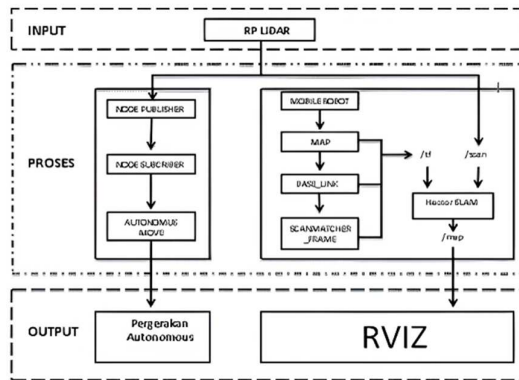 INPUT
RP LIDAR
PROSES
NODE PUBLISHER
NODE SUBCRIBER
AUTONOMUS
MOVE
MOBILE ROBOT
MAP
BASE_LINK
SCANMATCHER
_FRAME
/tf
/scan
Hector SLAM
/map
OUTPUT
Pergerakan
Autonomous
RVIZ